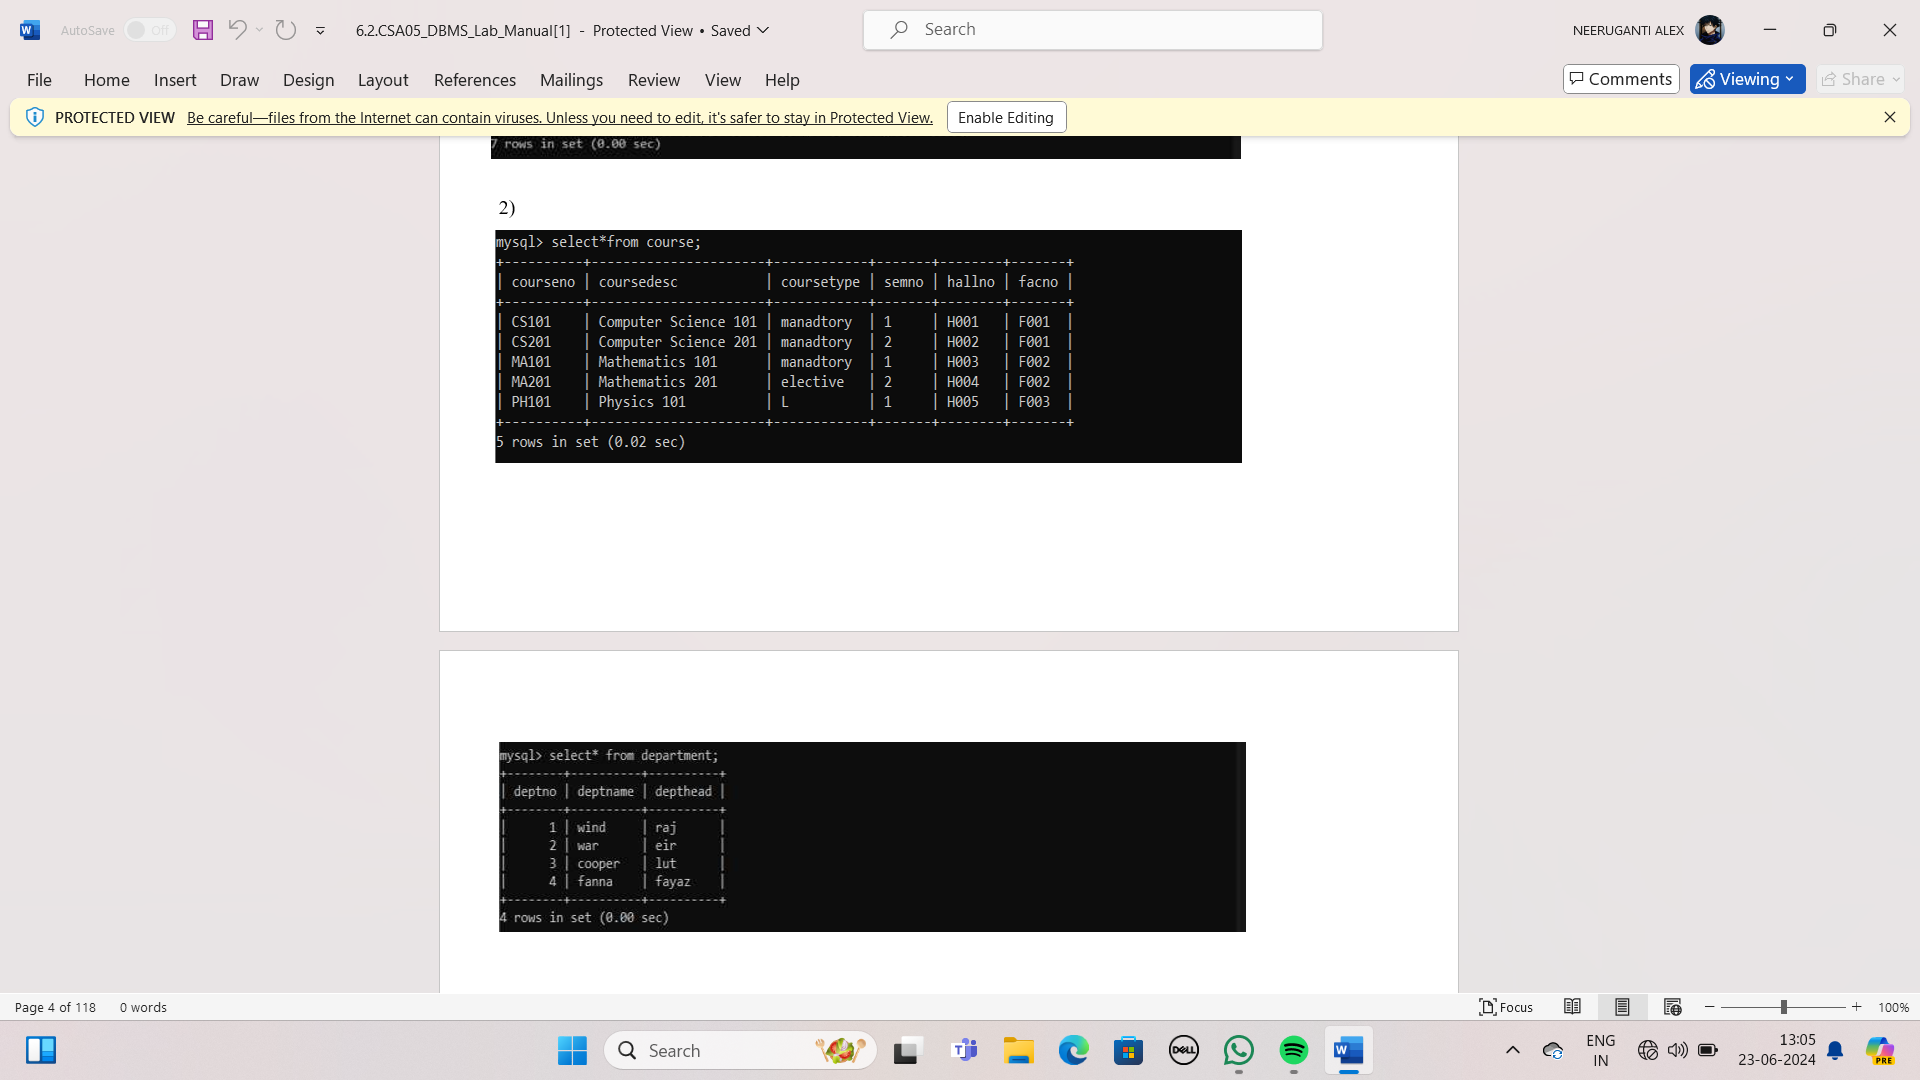 AutoSave Off 6.2.CSA05_DBMS_Lab_Manual[1] - Protected View • Saved Search NEERUGANTI ALEX
File Home Insert Draw Design Layout References Mailings Review View Help Comments Viewing Share
PROTECTED VIEW Be careful—files from the Internet can contain viruses. Unless you need to edit, it's safer to stay in Protected View. Enable Editing
7 rows in set (0.00 sec)
2)
mysql> select*from course;
+----------+----------------------+------------+-------+--------+-------+
| courseno | coursedesc           | coursetype | semno | hallno | facno |
+----------+----------------------+------------+-------+--------+-------+
| CS101    | Computer Science 101 | manadtory  | 1     | H001   | F001  |
| CS201    | Computer Science 201 | manadtory  | 2     | H002   | F001  |
| MA101    | Mathematics 101      | manadtory  | 1     | H003   | F002  |
| MA201    | Mathematics 201      | elective   | 2     | H004   | F002  |
| PH101    | Physics 101          | L          | 1     | H005   | F003  |
+----------+----------------------+------------+-------+--------+-------+
5 rows in set (0.02 sec)
mysql> select* from department;
+--------+----------+----------+
| deptno | deptname | depthead |
+--------+----------+----------+
|      1 | wind     | raj      |
|      2 | war      | eir      |
|      3 | cooper   | lut      |
|      4 | fanna    | fayaz    |
+--------+----------+----------+
4 rows in set (0.00 sec)
Page 4 of 118 0 words Focus 100%
Search DELL ENG IN 13:05 23-06-2024 PRE